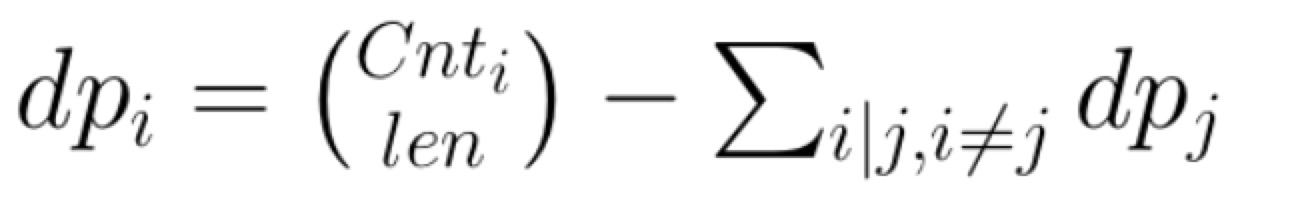 $dp_i = \binom{Cnt_i}{len} - \sum_{i|j, i \neq j} dp_j$